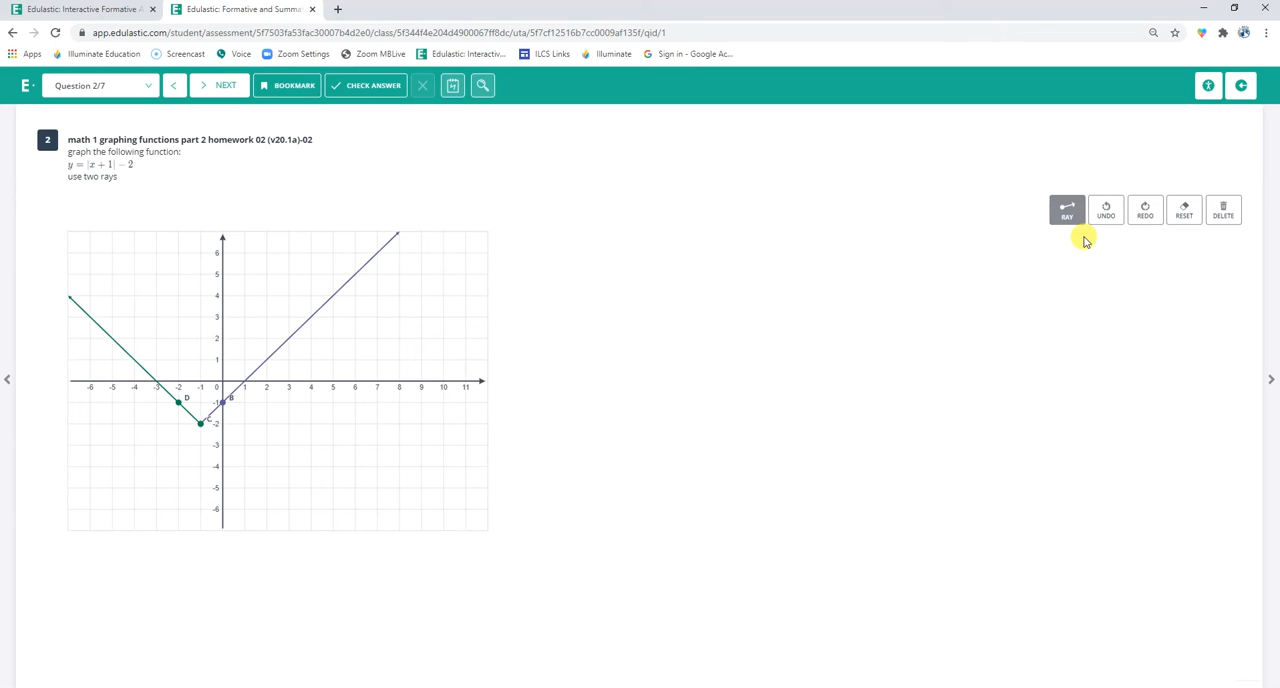 Edulastic: Interactive Formative A
Edulastic: Formative and Summa
app.edulastic.com/student/assessment/5f7503fa53fac30007b4d2e0/class/5f344f4e204d4900067ff8dc/uta/5f7cf12516b7cc0009af135f/qid/1
Apps Illuminate Education Screencast Voice Zoom Settings Zoom MBLive Edulastic: Interactiv... ILCS Links Illuminate Sign in - Google Ac...
E Question 2/7 NEXT BOOKMARK CHECK ANSWER
2 math 1 graphing functions part 2 homework 02 (v20.1a)-02
graph the following function:
y = |x + 1| − 2
use two rays
RAY UNDO REDO RESET DELETE
6
5
4
3
2
1
-6 -5 -4 -3 -2 -1 0 1 2 3 4 5 6 7 8 9 10 11
D -1 B
C -2
-3
-4
-5
-6